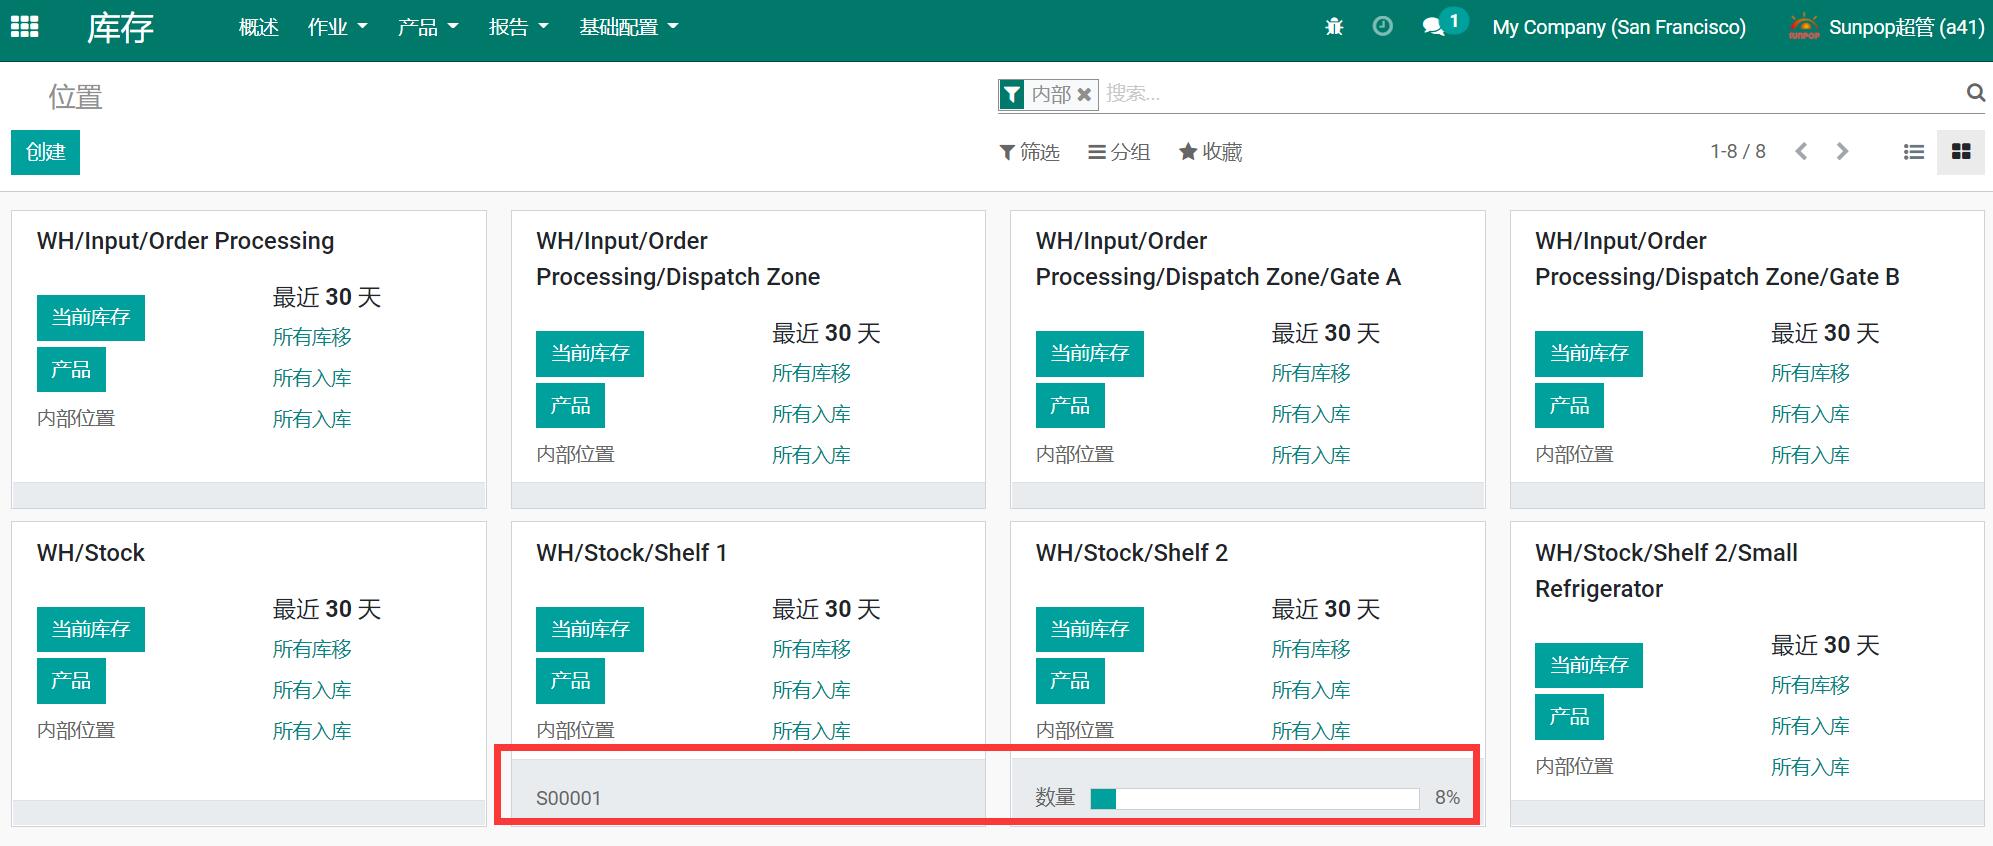 库存
概述
作业
产品
报告
基础配置
1
My Company (San Francisco)
SUNPOP
Sunpop超管 (a41)
位置
内部
搜索...
创建
筛选
分组
收藏
1-8 / 8
WH/Input/Order Processing
当前库存
产品
内部位置
最近 30 天
所有库移
所有入库
所有入库
WH/Input/Order
Processing/Dispatch Zone
当前库存
产品
内部位置
最近 30 天
所有库移
所有入库
所有入库
WH/Input/Order
Processing/Dispatch Zone/Gate A
当前库存
产品
内部位置
最近 30 天
所有库移
所有入库
所有入库
WH/Input/Order
Processing/Dispatch Zone/Gate B
当前库存
产品
内部位置
最近 30 天
所有库移
所有入库
所有入库
WH/Stock
当前库存
产品
内部位置
最近 30 天
所有库移
所有入库
所有入库
WH/Stock/Shelf 1
当前库存
产品
内部位置
最近 30 天
所有库移
所有入库
所有入库
S00001
WH/Stock/Shelf 2
当前库存
产品
内部位置
最近 30 天
所有库移
所有入库
所有入库
数量 8%
WH/Stock/Shelf 2/Small
Refrigerator
当前库存
产品
内部位置
最近 30 天
所有库移
所有入库
所有入库